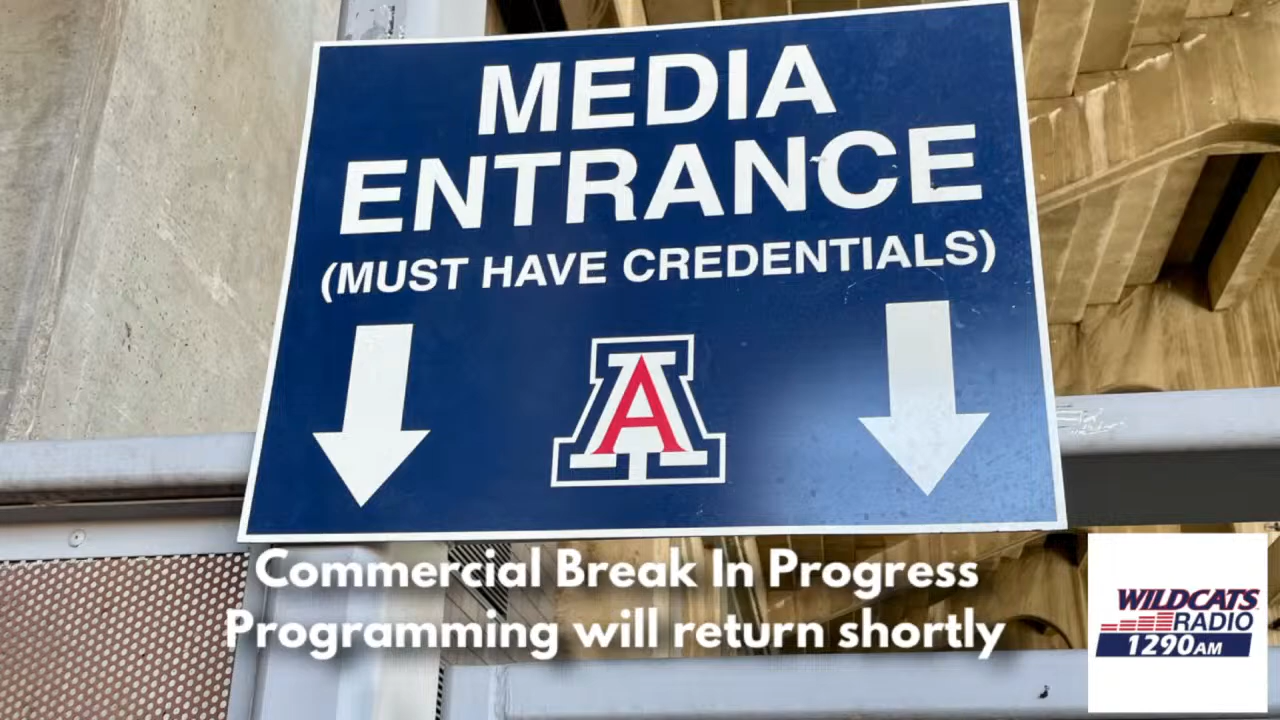 MEDIA
ENTRANCE
(MUST HAVE CREDENTIALS)
A
Commercial Break In Progress
Programming will return shortly
WILDCATS
RADIO
1290AM